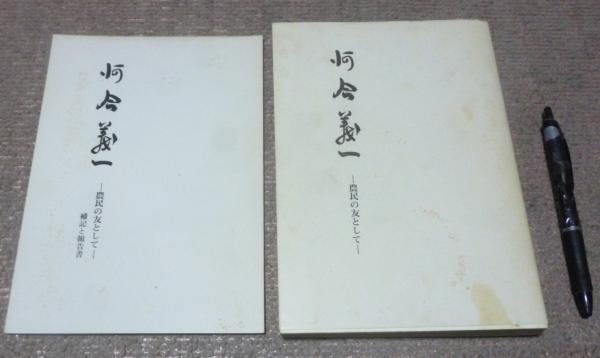 河合義一
―農民の友として―
補記と報告書
河合義一
―農民の友として―